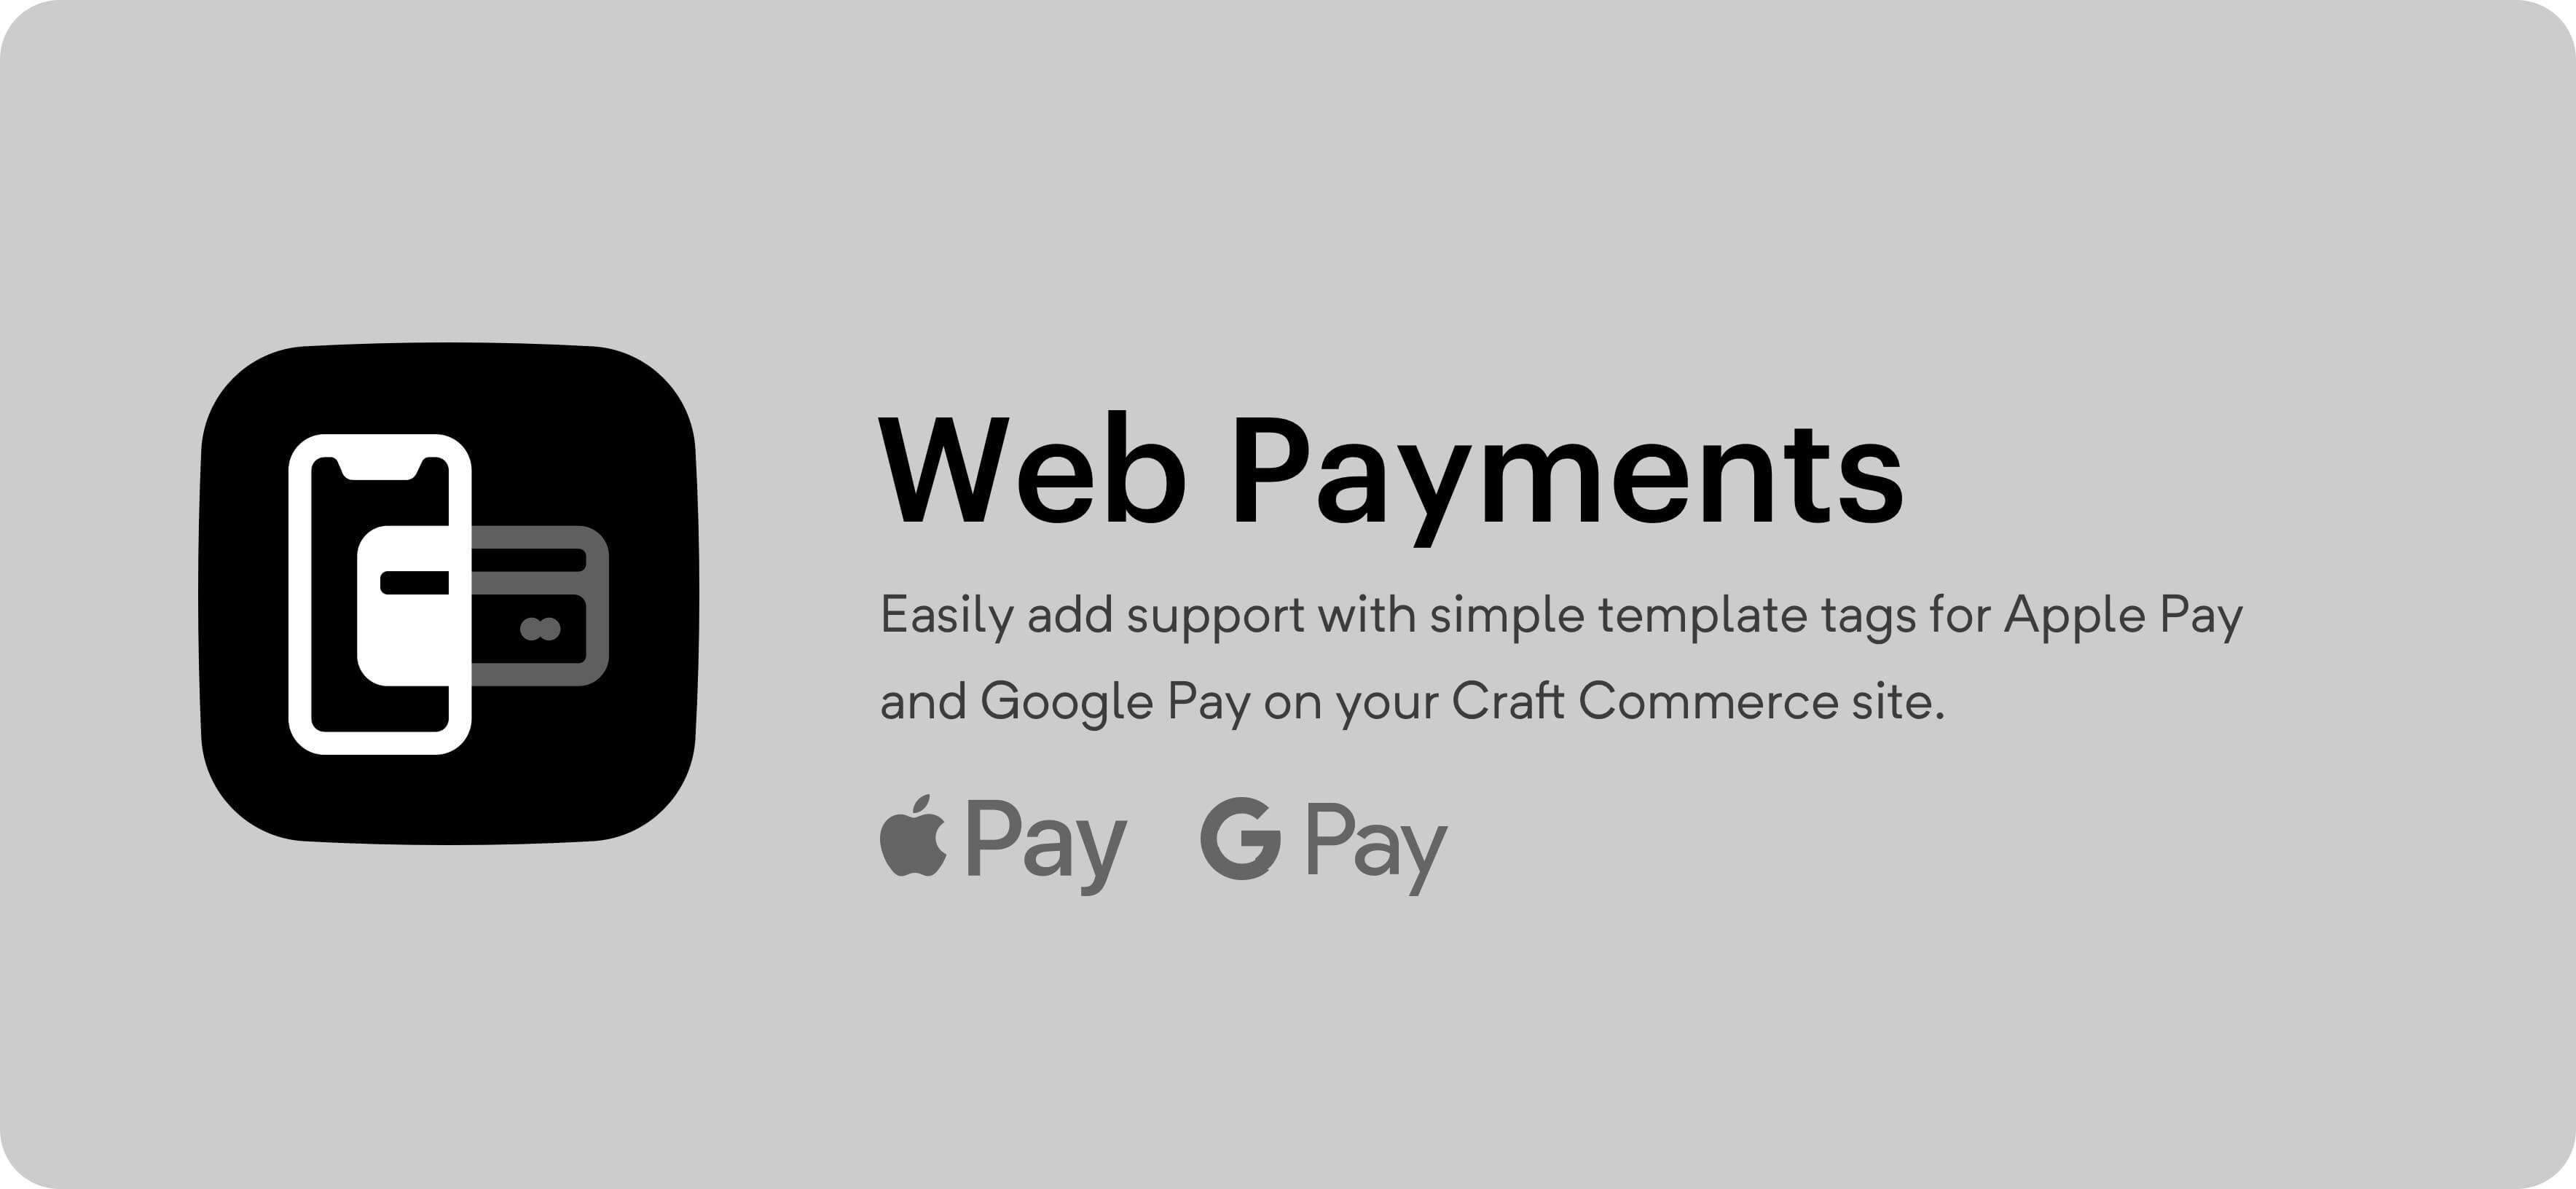 Web Payments
Easily add support with simple template tags for Apple Pay
and Google Pay on your Craft Commerce site.
Pay G Pay